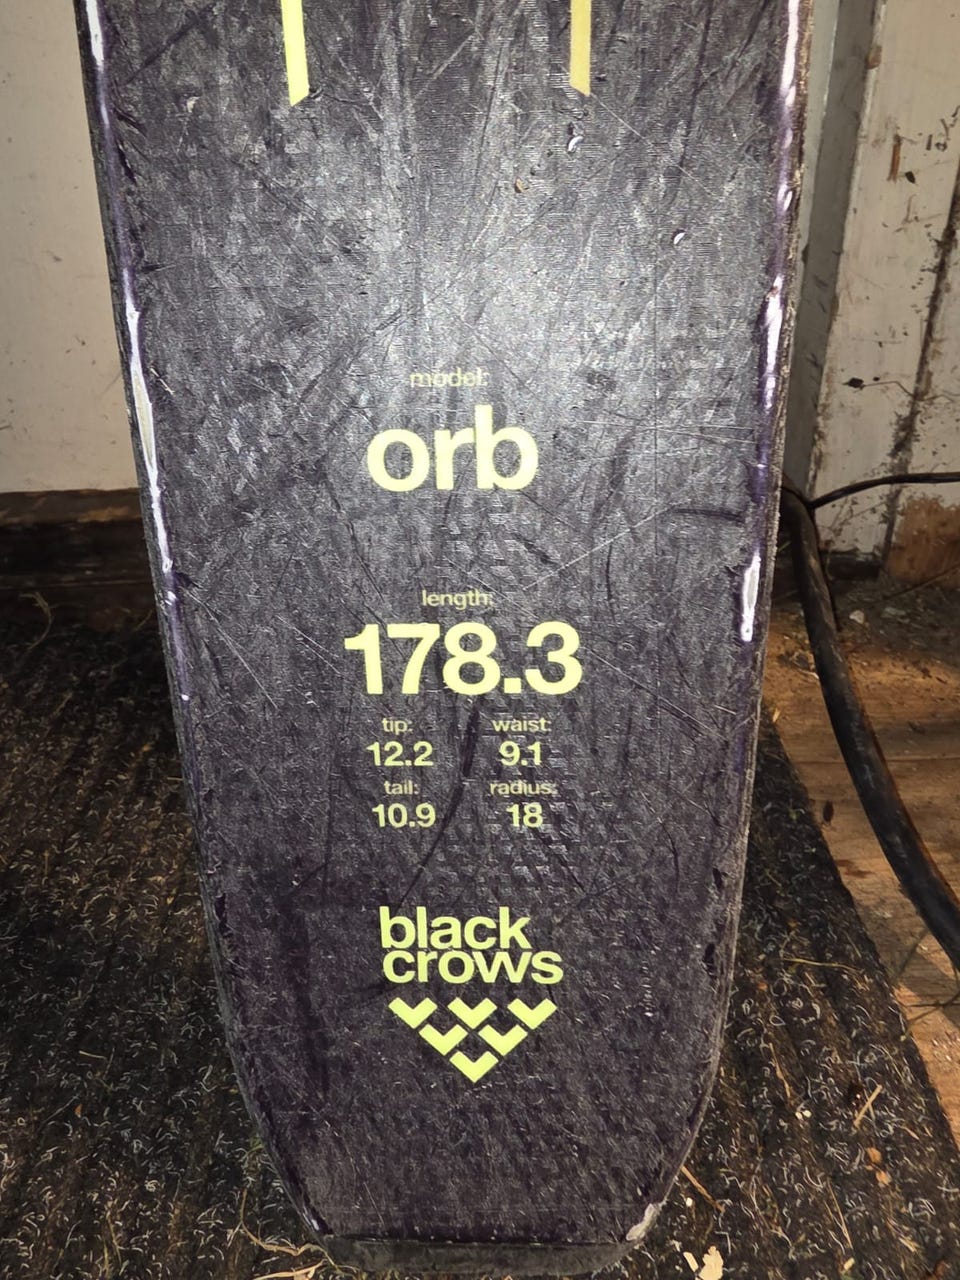 model:
orb
length:
178.3
tip: waist:
12.2 9.1
tail: radius:
10.9 18
black
crows